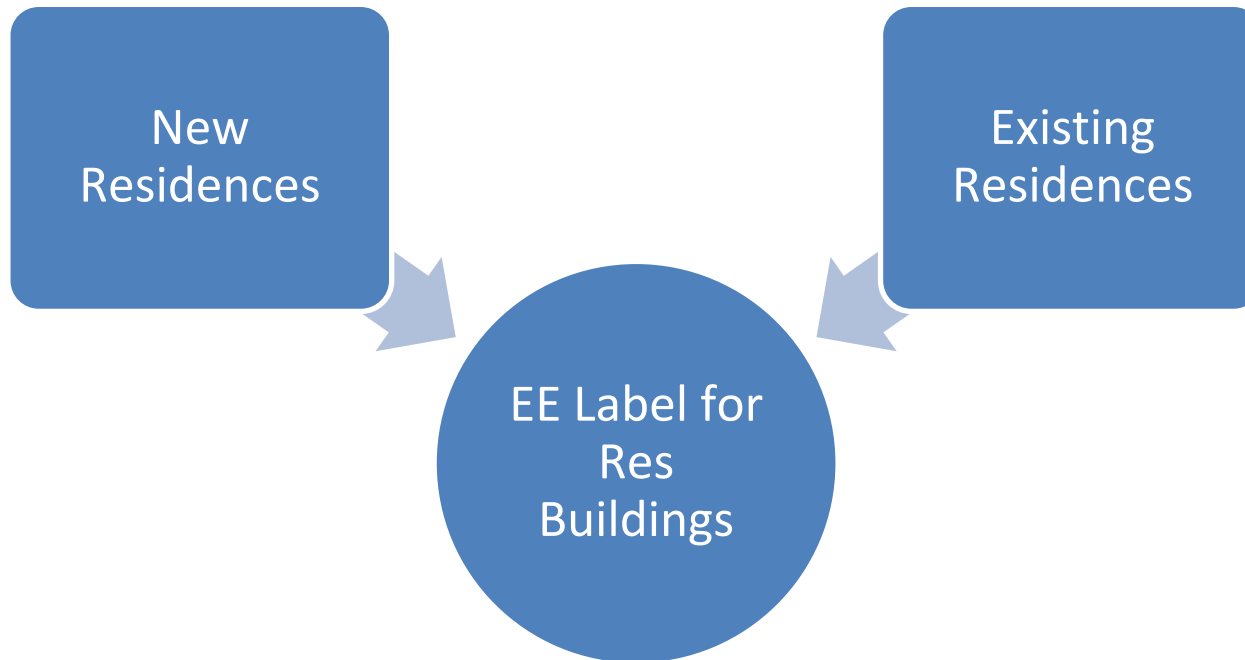 New
Residences
Existing
Residences
EE Label for
Res
Buildings